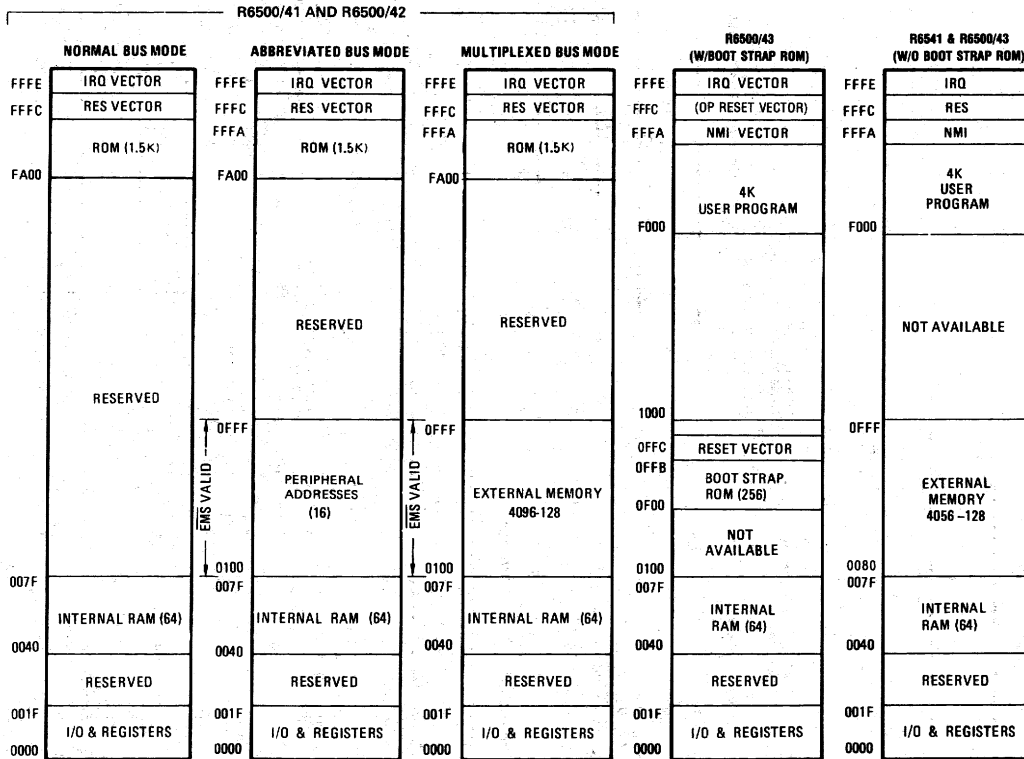 R6500/41 AND R6500/42
NORMAL BUS MODE
FFFE
IRQ VECTOR
FFFC
RES VECTOR
ROM (1.5K)
FA00
RESERVED
007F
INTERNAL RAM (64)
0040
RESERVED
001F
I/O & REGISTERS
0000
ABBREVIATED BUS MODE
FFFE
IRQ VECTOR
FFFC
RES VECTOR
FFFA
ROM (1.5K)
FA00
RESERVED
0FFF
EMS VALID
PERIPHERAL
ADDRESSES
(16)
0100
007F
INTERNAL RAM (64)
0040
RESERVED
001F
I/O & REGISTERS
0000
MULTIPLEXED BUS MODE
FFFE
IRQ VECTOR
FFFC
RES VECTOR
FFFA
ROM (1.5K)
FA00
RESERVED
0FFF
EMS VALID
EXTERNAL MEMORY
4096-128
0100
007F
INTERNAL RAM (64)
0040
RESERVED
001F
I/O & REGISTERS
0000
R6500/43
(W/BOOT STRAP ROM)
FFFE
IRQ VECTOR
FFFC
(OP RESET VECTOR)
FFFA
NMI VECTOR
4K
USER PROGRAM
F000
1000
0FFC
RESET VECTOR
0FFB
BOOT STRAP
ROM (256)
0F00
NOT
AVAILABLE
0100
007F
INTERNAL
RAM (64)
0040
RESERVED
001F
I/O & REGISTERS
0000
R6541 & R6500/43
(W/O BOOT STRAP ROM)
FFFE
IRQ
FFFC
RES
FFFA
NMI
4K
USER
PROGRAM
F000
NOT AVAILABLE
0FFF
EXTERNAL
MEMORY
4056-128
0080
007F
INTERNAL
RAM (64)
0040
RESERVED
001F
I/O & REGISTERS
0000